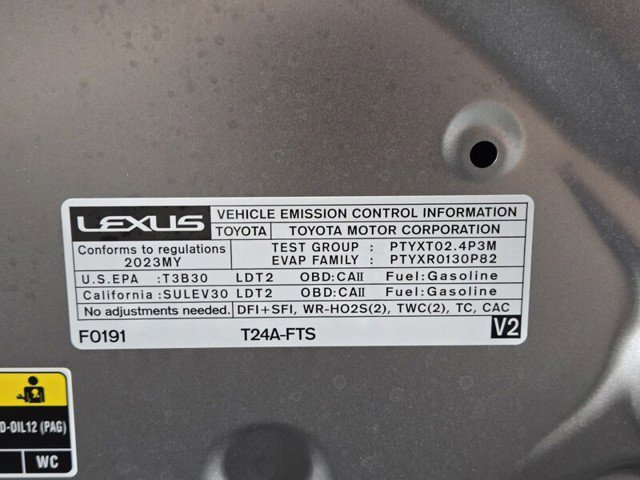 LEXUS VEHICLE EMISSION CONTROL INFORMATION
TOYOTA TOYOTA MOTOR CORPORATION
Conforms to regulations TEST GROUP : PTYXT02.4P3M
2023MY EVAP FAMILY : PTYXR0130P82
U.S.EPA :T3B30 LDT2 OBD:CAII Fuel:Gasoline
California :SULEV30 LDT2 OBD:CAII Fuel:Gasoline
No adjustments needed. DFI+SFI, WR-HO2S(2), TWC(2), TC, CAC
F0191 T24A-FTS V2
D-OIL12 (PAG)
WC